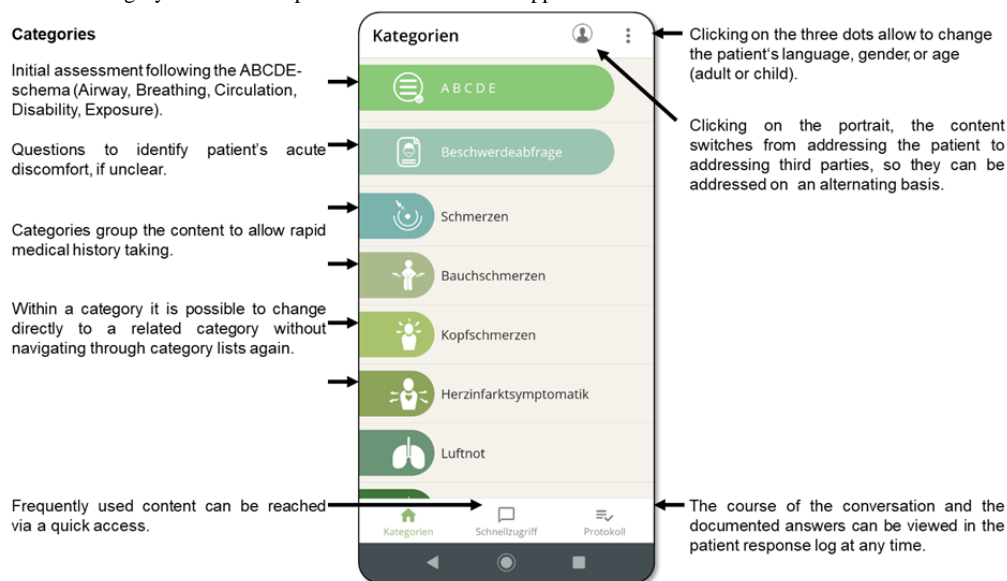 Categories
Initial assessment following the ABCDE-
schema (Airway, Breathing, Circulation,
Disability, Exposure).
Questions to identify patient's acute
discomfort, if unclear.
Categories group the content to allow rapid
medical history taking.
Within a category it is possible to change
directly to a related category without
navigating through category lists again.
Frequently used content can be reached
via a quick access.
Kategorien
A B C D E
Beschwerdeabfrage
Schmerzen
Bauchschmerzen
Kopfschmerzen
Herzinfarktsymptomatik
Luftnot
Kategorien
Schnellzugriff
Protokoll
Clicking on the three dots allow to change
the patient's language, gender, or age
(adult or child).
Clicking on the portrait, the content
switches from addressing the patient to
addressing third parties, so they can be
addressed on an alternating basis.
The course of the conversation and the
documented answers can be viewed in the
patient response log at any time.